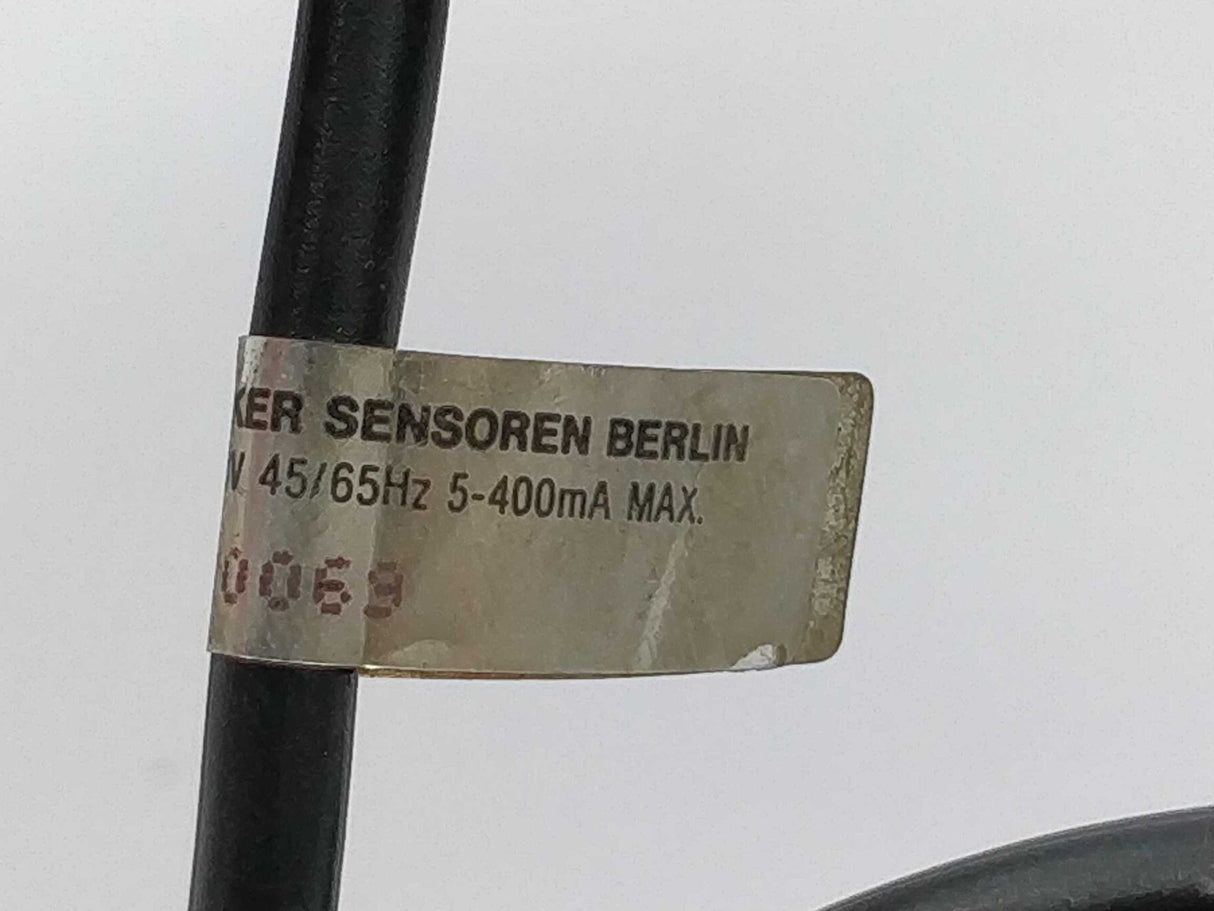 KER SENSOREN BERLIN
V 45/65Hz 5-400mA MAX.
0069